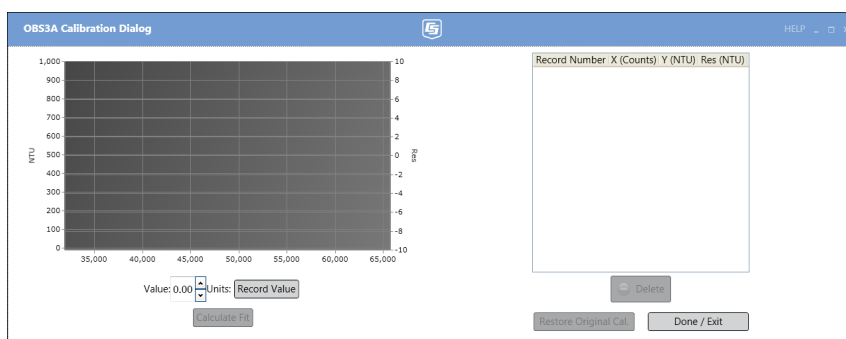 OBS3A Calibration Dialog
HELP
1,000
900
800
700
600
500
400
300
200
100
0
NTU
10
8
6
4
2
0
-2
-4
-6
-8
-10
Res
35,000 40,000 45,000 50,000 55,000 60,000 65,000
Value: 0.00 Units: Record Value
Calculate Fit
Record Number X (Counts) Y (NTU) Res (NTU)
Delete
Restore Original Cal. Done / Exit